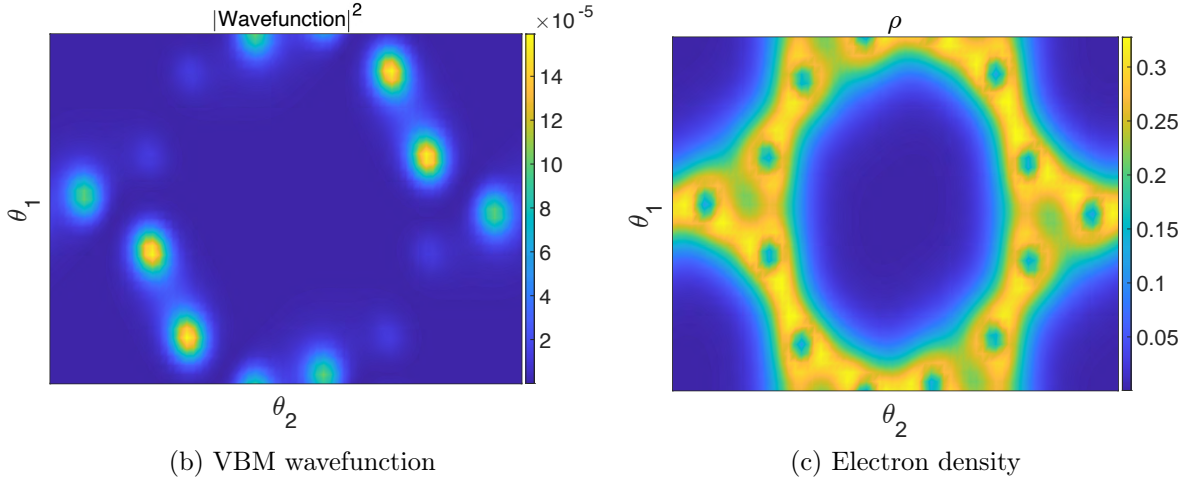 |Wavefunction|²
×10⁻⁵
14
12
10
8
6
4
2
θ₁
θ₂
(b) VBM wavefunction
ρ
0.3
0.25
0.2
0.15
0.1
0.05
θ₁
θ₂
(c) Electron density